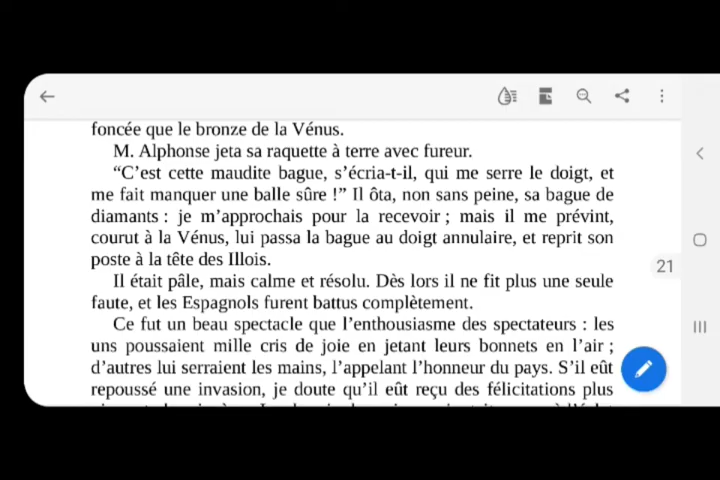 foncée que le bronze de la Vénus.
M. Alphonse jeta sa raquette à terre avec fureur.
“C’est cette maudite bague, s’écria-t-il, qui me serre le doigt, et
me fait manquer une balle sûre !” Il ôta, non sans peine, sa bague de
diamants : je m’approchais pour la recevoir ; mais il me prévint,
courut à la Vénus, lui passa la bague au doigt annulaire, et reprit son
poste à la tête des Illois.
21
Il était pâle, mais calme et résolu. Dès lors il ne fit plus une seule
faute, et les Espagnols furent battus complètement.
Ce fut un beau spectacle que l’enthousiasme des spectateurs : les
uns poussaient mille cris de joie en jetant leurs bonnets en l’air ;
d’autres lui serraient les mains, l’appelant l’honneur du pays. S’il eût
repoussé une invasion, je doute qu’il eût reçu des félicitations plus